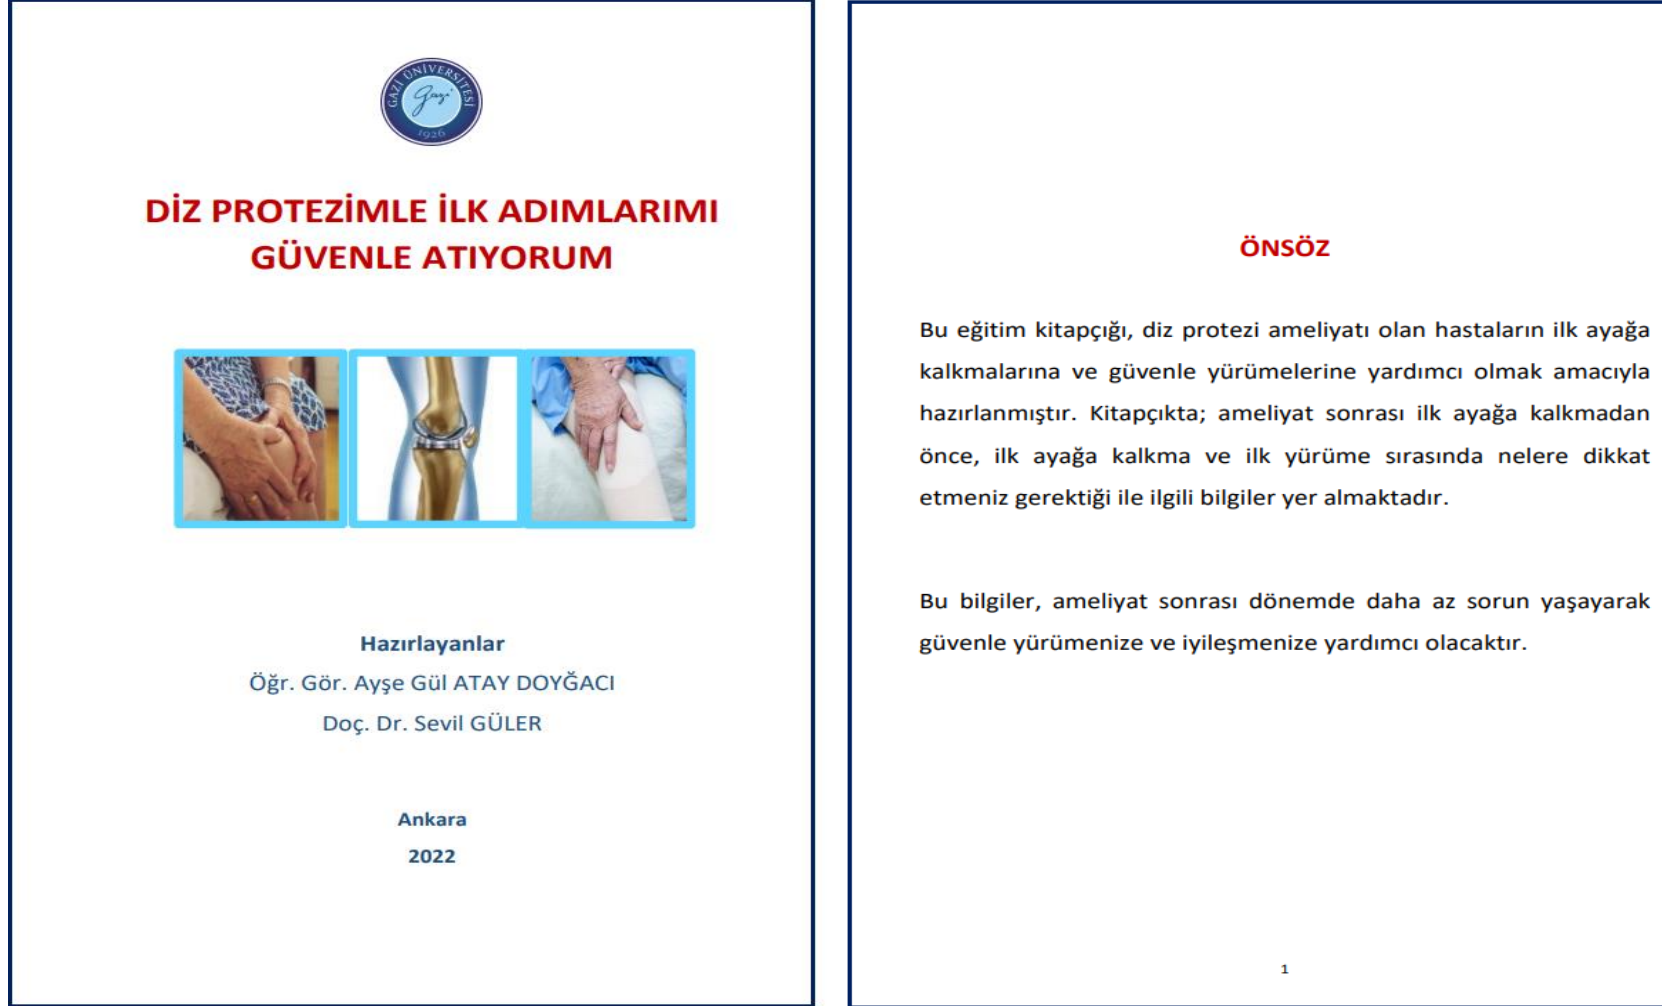 GAZİ ÜNİVERSİTESİ
Gazi
1926
DİZ PROTEZİMLE İLK ADIMLARIMI
GÜVENLE ATIYORUM
Hazırlayanlar
Öğr. Gör. Ayşe Gül ATAY DOYĞACI
Doç. Dr. Sevil GÜLER
Ankara
2022
ÖNSÖZ
Bu eğitim kitapçığı, diz protezi ameliyatı olan hastaların ilk ayağa
kalkmalarına ve güvenle yürümelerine yardımcı olmak amacıyla
hazırlanmıştır. Kitapçıkta; ameliyat sonrası ilk ayağa kalkmadan
önce, ilk ayağa kalkma ve ilk yürüme sırasında nelere dikkat
etmeniz gerektiği ile ilgili bilgiler yer almaktadır.
Bu bilgiler, ameliyat sonrası dönemde daha az sorun yaşayarak
güvenle yürümenize ve iyileşmenize yardımcı olacaktır.
1